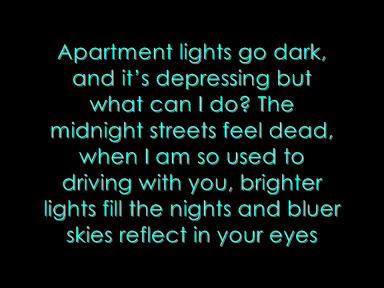 Apartment lights go dark,
and it's depressing but
what can I do? The
midnight streets feel dead,
when I am so used to
driving with you, brighter
lights fill the nights and bluer
skies reflect in your eyes